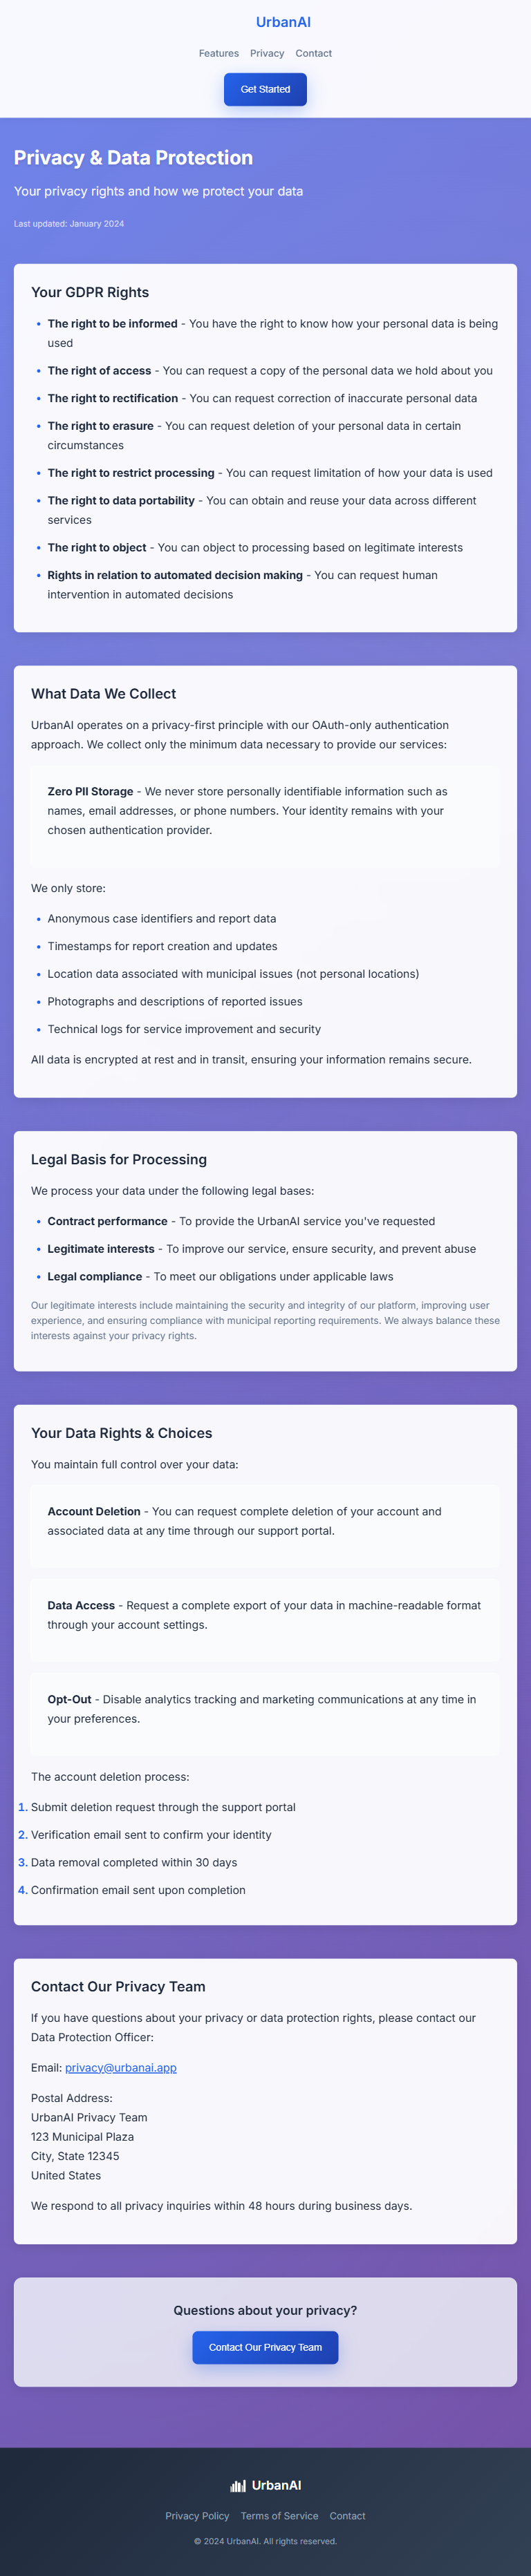 UrbanAI
Features Privacy Contact
Get Started
Privacy & Data Protection
Your privacy rights and how we protect your data
Last updated: January 2024
Your GDPR Rights
• The right to be informed - You have the right to know how your personal data is being
used
• The right of access - You can request a copy of the personal data we hold about you
• The right to rectification - You can request correction of inaccurate personal data
• The right to erasure - You can request deletion of your personal data in certain
circumstances
• The right to restrict processing - You can request limitation of how your data is used
• The right to data portability - You can obtain and reuse your data across different
services
• The right to object - You can object to processing based on legitimate interests
• Rights in relation to automated decision making - You can request human
intervention in automated decisions
What Data We Collect
UrbanAI operates on a privacy-first principle with our OAuth-only authentication
approach. We collect only the minimum data necessary to provide our services:
Zero PII Storage - We never store personally identifiable information such as
names, email addresses, or phone numbers. Your identity remains with your
chosen authentication provider.
We only store:
• Anonymous case identifiers and report data
• Timestamps for report creation and updates
• Location data associated with municipal issues (not personal locations)
• Photographs and descriptions of reported issues
• Technical logs for service improvement and security
All data is encrypted at rest and in transit, ensuring your information remains secure.
Legal Basis for Processing
We process your data under the following legal bases:
• Contract performance - To provide the UrbanAI service you've requested
• Legitimate interests - To improve our service, ensure security, and prevent abuse
• Legal compliance - To meet our obligations under applicable laws
Our legitimate interests include maintaining the security and integrity of our platform, improving user
experience, and ensuring compliance with municipal reporting requirements. We always balance these
interests against your privacy rights.
Your Data Rights & Choices
You maintain full control over your data:
Account Deletion - You can request complete deletion of your account and
associated data at any time through our support portal.
Data Access - Request a complete export of your data in machine-readable format
through your account settings.
Opt-Out - Disable analytics tracking and marketing communications at any time in
your preferences.
The account deletion process:
1. Submit deletion request through the support portal
2. Verification email sent to confirm your identity
3. Data removal completed within 30 days
4. Confirmation email sent upon completion
Contact Our Privacy Team
If you have questions about your privacy or data protection rights, please contact our
Data Protection Officer:
Email: privacy@urbanai.app
Postal Address:
UrbanAI Privacy Team
123 Municipal Plaza
City, State 12345
United States
We respond to all privacy inquiries within 48 hours during business days.
Questions about your privacy?
Contact Our Privacy Team
UrbanAI
Privacy Policy Terms of Service Contact
© 2024 UrbanAI. All rights reserved.